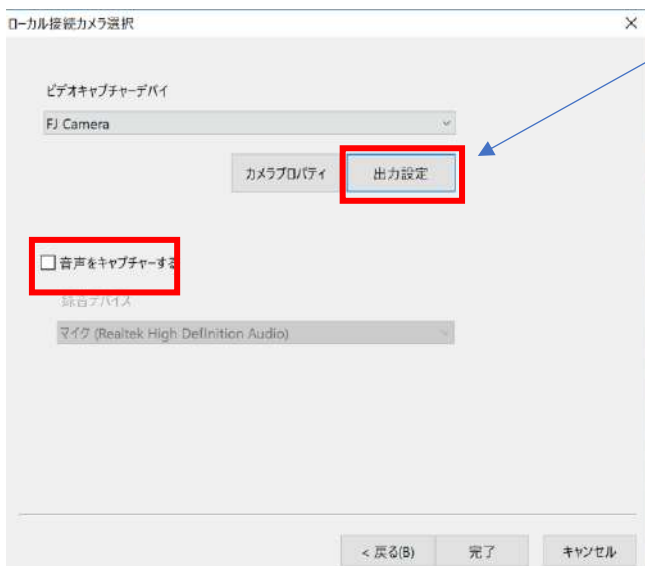 ローカル接続カメラ選択
ビデオキャプチャーデバイ
FJ Camera
カメラプロパティ
出力設定
音声をキャプチャーする
録音デバイス
マイク (Realtek High Definition Audio)
< 戻る(B)
完了
キャンセル